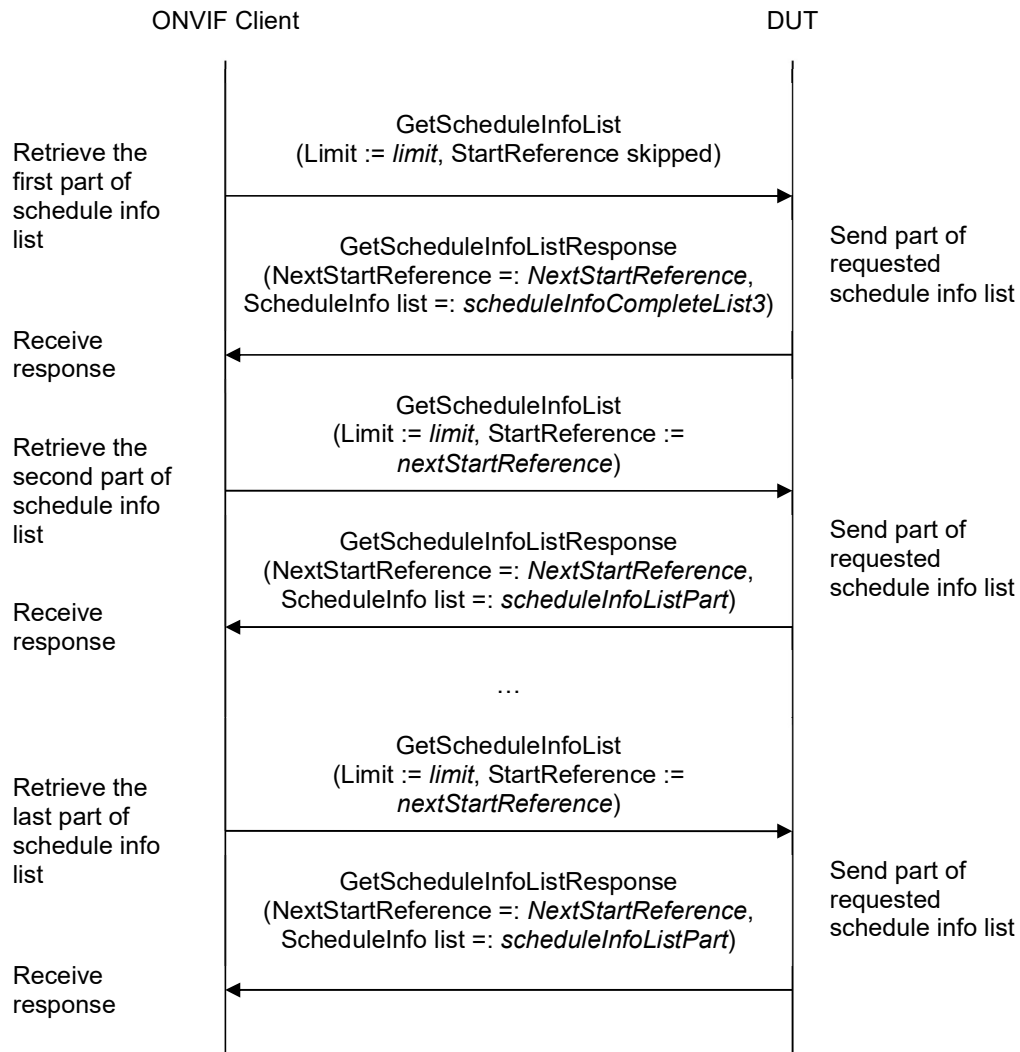 ONVIF Client
DUT
GetScheduleInfoList
(Limit := limit, StartReference skipped)
Retrieve the
first part of
schedule info
list
GetScheduleInfoListResponse
(NextStartReference =: NextStartReference,
ScheduleInfo list =: scheduleInfoCompleteList3)
Send part of
requested
schedule info list
Receive
response
GetScheduleInfoList
(Limit := limit, StartReference :=
nextStartReference)
Retrieve the
second part of
schedule info
list
GetScheduleInfoListResponse
(NextStartReference =: NextStartReference,
ScheduleInfo list =: scheduleInfoListPart)
Send part of
requested
schedule info list
Receive
response
…
GetScheduleInfoList
(Limit := limit, StartReference :=
nextStartReference)
Retrieve the
last part of
schedule info
list
GetScheduleInfoListResponse
(NextStartReference =: NextStartReference,
ScheduleInfo list =: scheduleInfoListPart)
Send part of
requested
schedule info list
Receive
response